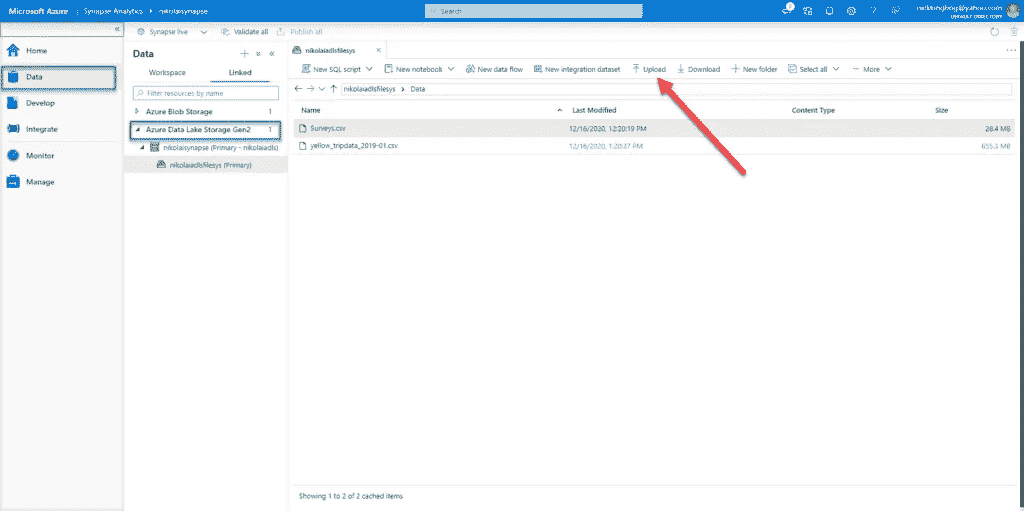 Microsoft Azure | Synapse Analytics > nikolaisynapse
Search
DEFAULT DIRECTORY
Synapse live Validate all Publish all
Home
Data
Develop
Integrate
Monitor
Manage
Data
Workspace Linked
Filter resources by name
Azure Blob Storage 1
Azure Data Lake Storage Gen2 1
nikolaisynapse (Primary - nikolaiadls)
nikolaiadlsfilesys (Primary)
nikolaiadlsfilesys
New SQL script New notebook New data flow New integration dataset Upload Download New folder Select all More
nikolaiadlsfilesys > Data
Name Last Modified Content Type Size
Surveys.csv 12/16/2020, 12:20:19 PM 28.4 MB
yellow_tripdata_2019-01.csv 12/16/2020, 1:20:37 PM 655.3 MB
Showing 1 to 2 of 2 cached items